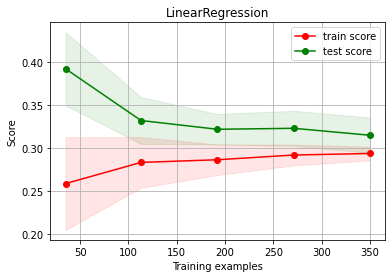 LinearRegression
train score
test score
Score
0.40
0.35
0.30
0.25
0.20
50
100
150
200
250
300
350
Training examples